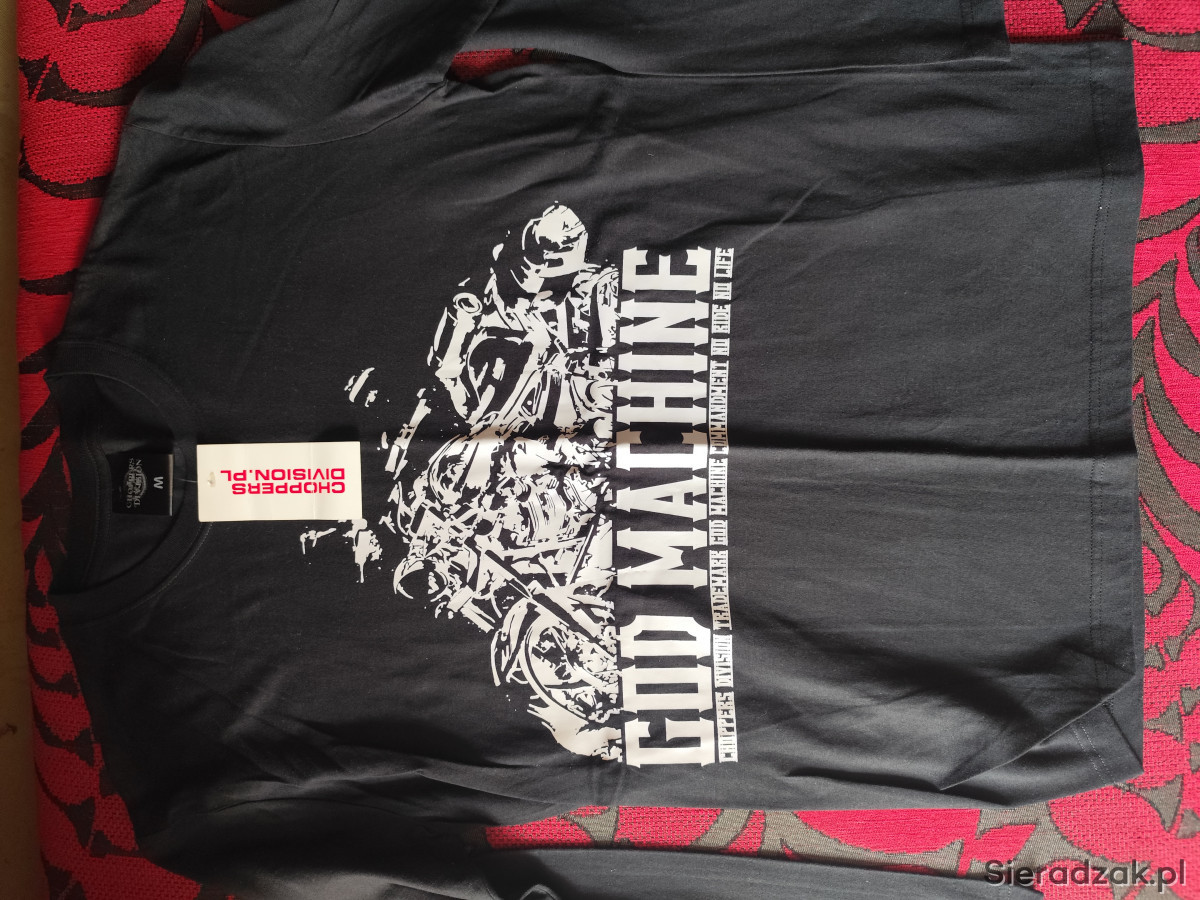 CHOPPERS
DIVISION.PL
M
GOD MACHINE
CHOPPERS DIVISION TRADEMARK GOD MACHINE COMMANDMENT NO RIDE NO LIFE
Sieradzak.pl